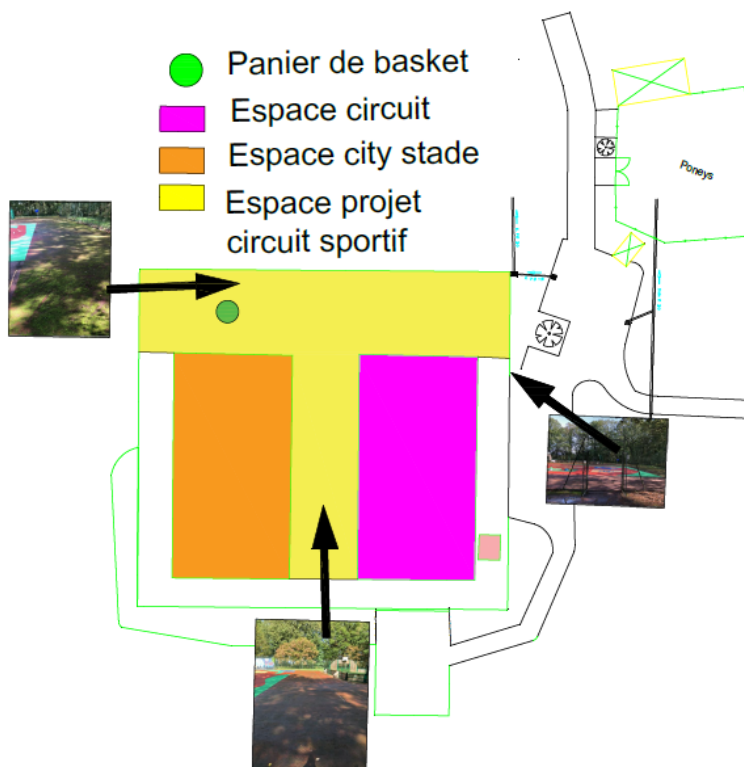 Panier de basket
Espace circuit
Espace city stade
Espace projet
circuit sportif
Poneys